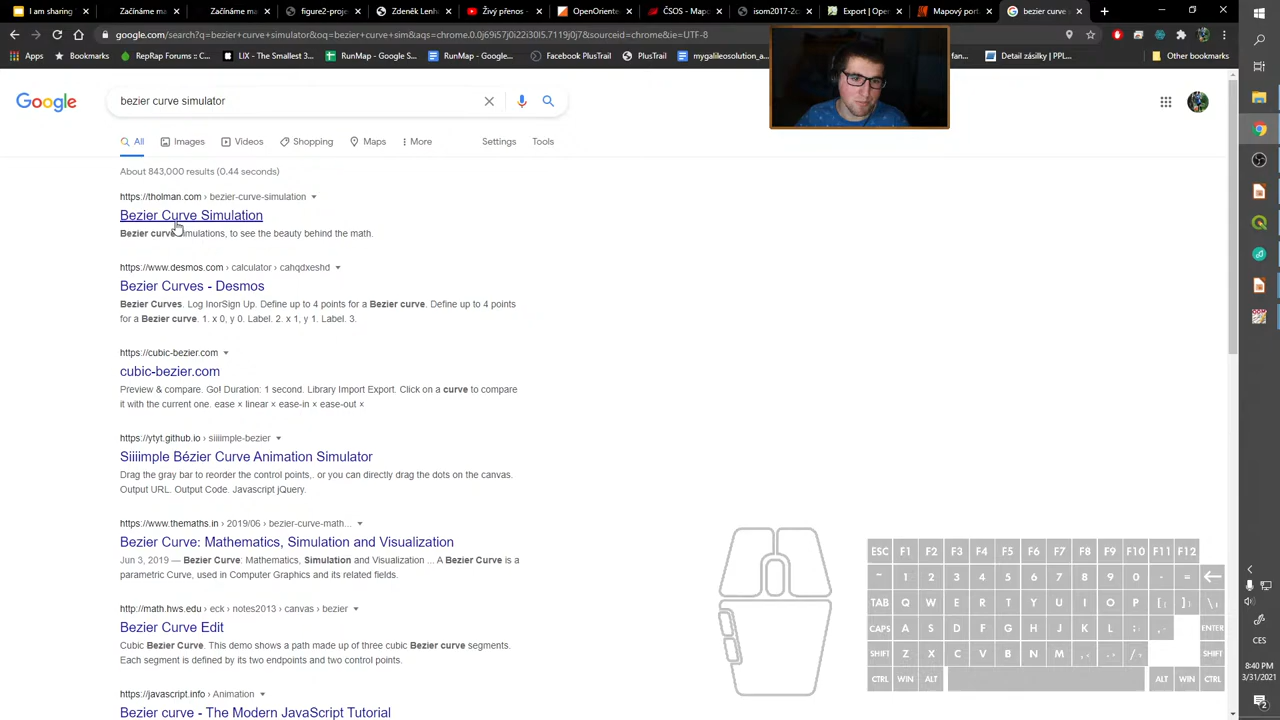 Začínáme m
Začínáme m
figure2-proje
Zdeněk Lenha
Živý přenos
OpenOriente
ČSOS - Mapo
isom2017-2c
Export | Open
Mapový porta
bezier curve s
google.com/search?q=bezier+curve+simulator&oq=bezier+curve+sim&aqs=chrome.0.0j69i57j0i22i30l5.7119j0j7&sourceid=chrome&ie=UTF-8
Apps
RepRap Forums :: C...
LIX - The Smallest 3...
RunMap - Seznamte...
RunMap - Seznamte...
Facebook FistupTrail
mygalileosolution_a...
Detail zásilky | PPL...
Other bookmarks
Google
bezier curve simulator
All
Images
Videos
Shopping
Maps
More
Settings
Tools
About 843,000 results (0.44 seconds)
https://tholman.com › bezier-curve-simulation
Bezier Curve Simulation
Bezier curve simulations, to see the beauty behind the math.
https://www.desmos.com › calculator › cahqdxeshd
Bezier Curves - Desmos
Bezier Curves. Log InorSign Up. Define up to 4 points for a Bezier curve. Define up to 4 points
for a Bezier curve. 1. x 0, y 0. Label. 2. x 1, y 1. Label. 3.
https://cubic-bezier.com
cubic-bezier.com
Preview & compare. Go! Duration: 1 second. Library Import Export. Click on a curve to compare
it with the current one. ease × linear × ease-in × ease-out ×
https://ytyt.github.io › siiiimple-bezier
Siiiimple Bézier Curve Animation Simulator
Drag the gray bar to reorder the control points,. or you can directly drag the dots on the canvas.
Output URL. Output Code. Javascript jQuery.
https://www.themaths.in › 2019/06 › bezier-curve-math...
Bezier Curve: Mathematics, Simulation and Visualization
Jun 3, 2019 — Bezier Curve: Mathematics, Simulation and Visualization ... A Bezier Curve is a
parametric Curve, used in Computer Graphics and its related fields.
http://math.hws.edu › eck › notes2013 › canvas › bezier
Bezier Curve Edit
Cubic Bezier Curve. This demo shows a path made up of three cubic Bezier curve segments.
Each segment is defined by its two endpoints and two control points.
https://javascript.info › Animation
Bezier curve - The Modern JavaScript Tutorial
ESC F1 F2 F3 F4 F5 F6 F7 F8 F9 F10 F11 F12
~ 1 2 3 4 5 6 7 8 9 0 - =
TAB Q W E R T Y U I O P [ { ] } \ |
CAPS A S D F G H J K L ; : , " ENTER
SHIFT Z X C V B N M , < . > / ? SHIFT
CTRL WIN ALT ALT WIN CTRL
CES
8:40 PM
3/31/2021
2